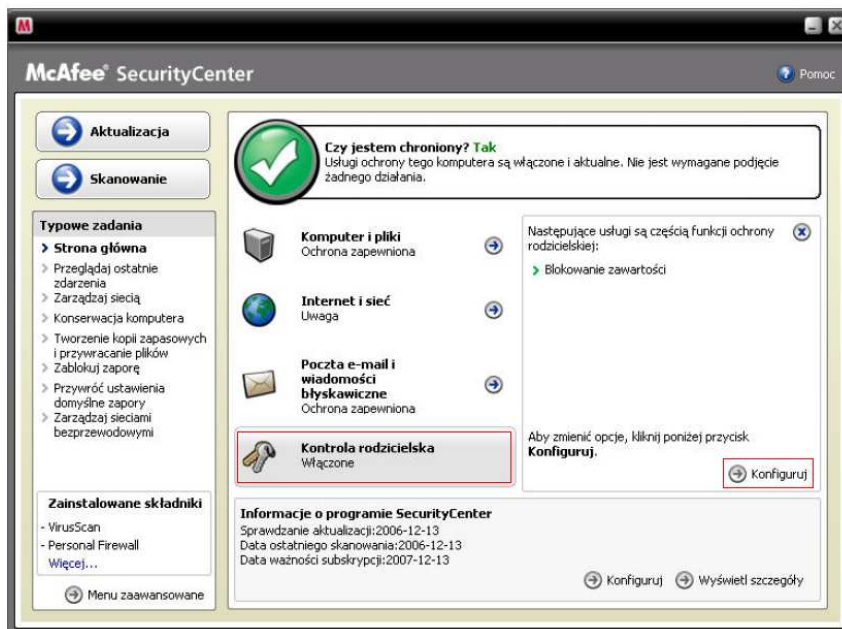 McAfee® SecurityCenter
Pomoc
Aktualizacja
Skanowanie
Typowe zadania
Strona główna
Przeglądaj ostatnie
zdarzenia
Zarządzaj siecią
Konserwacja komputera
Tworzenie kopii zapasowych
i przywracanie plików
Zablokuj zaporę
Przywróć ustawienia
domyślne zapory
Zarządzaj sieciami
bezprzewodowymi
Zainstalowane składniki
- VirusScan
- Personal Firewall
Więcej...
Menu zaawansowane
Czy jestem chroniony? Tak
Usługi ochrony tego komputera są włączone i aktualne. Nie jest wymagane podjęcie
żadnego działania.
Komputer i pliki
Ochrona zapewniona
Internet i sieć
Uwaga
Poczta e-mail i
wiadomości
błyskawiczne
Ochrona zapewniona
Kontrola rodzicielska
Włączone
Następujące usługi są częścią funkcji ochrony
rodzicielskiej:
Blokowanie zawartości
Aby zmienić opcje, kliknij poniżej przycisk
Konfiguruj.
Konfiguruj
Informacje o programie SecurityCenter
Sprawdzanie aktualizacji:2006-12-13
Data ostatniego skanowania:2006-12-13
Data ważności subskrypcji:2007-12-13
Konfiguruj
Wyświetl szczegóły